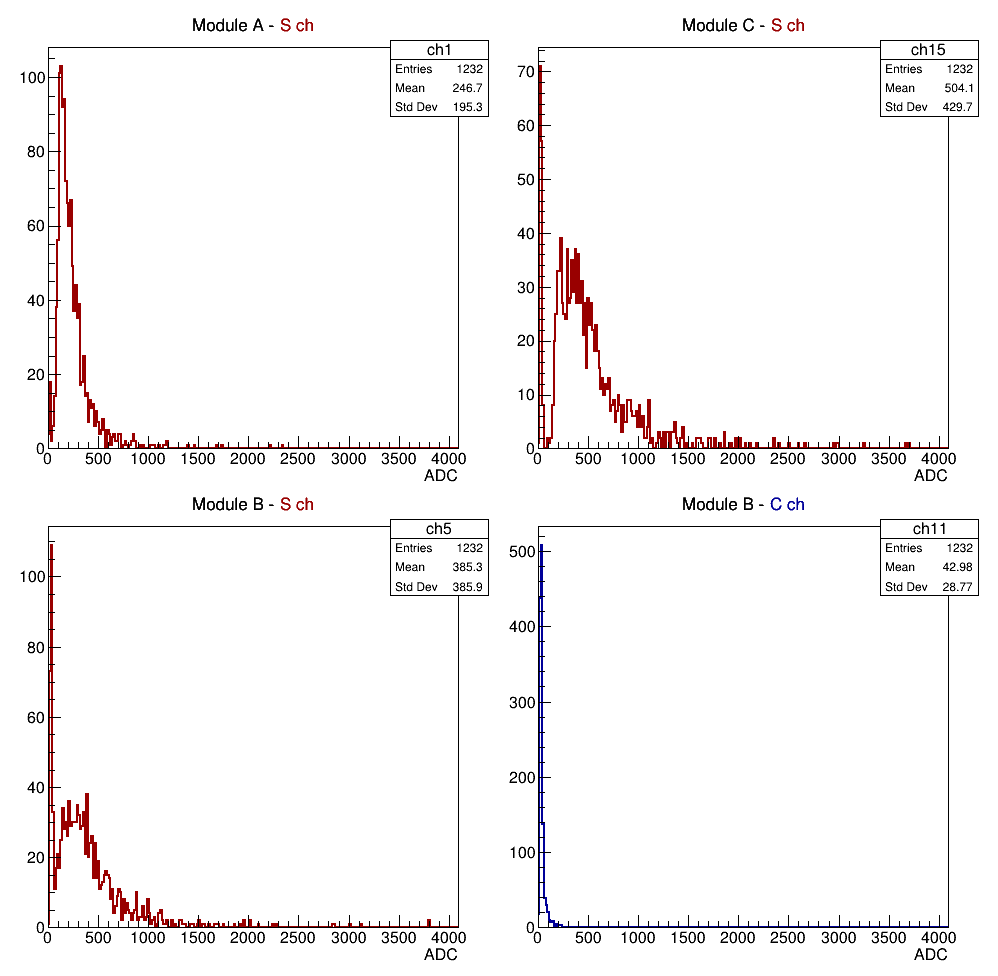 Module A - S ch
ch1
Entries 1232
Mean 246.7
Std Dev 195.3
100
80
60
40
20
0
0 500 1000 1500 2000 2500 3000 3500 4000
ADC
Module C - S ch
ch15
Entries 1232
Mean 504.1
Std Dev 429.7
70
60
50
40
30
20
10
0
0 500 1000 1500 2000 2500 3000 3500 4000
ADC
Module B - S ch
ch5
Entries 1232
Mean 385.3
Std Dev 385.9
100
80
60
40
20
0
0 500 1000 1500 2000 2500 3000 3500 4000
ADC
Module B - C ch
ch11
Entries 1232
Mean 42.98
Std Dev 28.77
500
400
300
200
100
0
0 500 1000 1500 2000 2500 3000 3500 4000
ADC